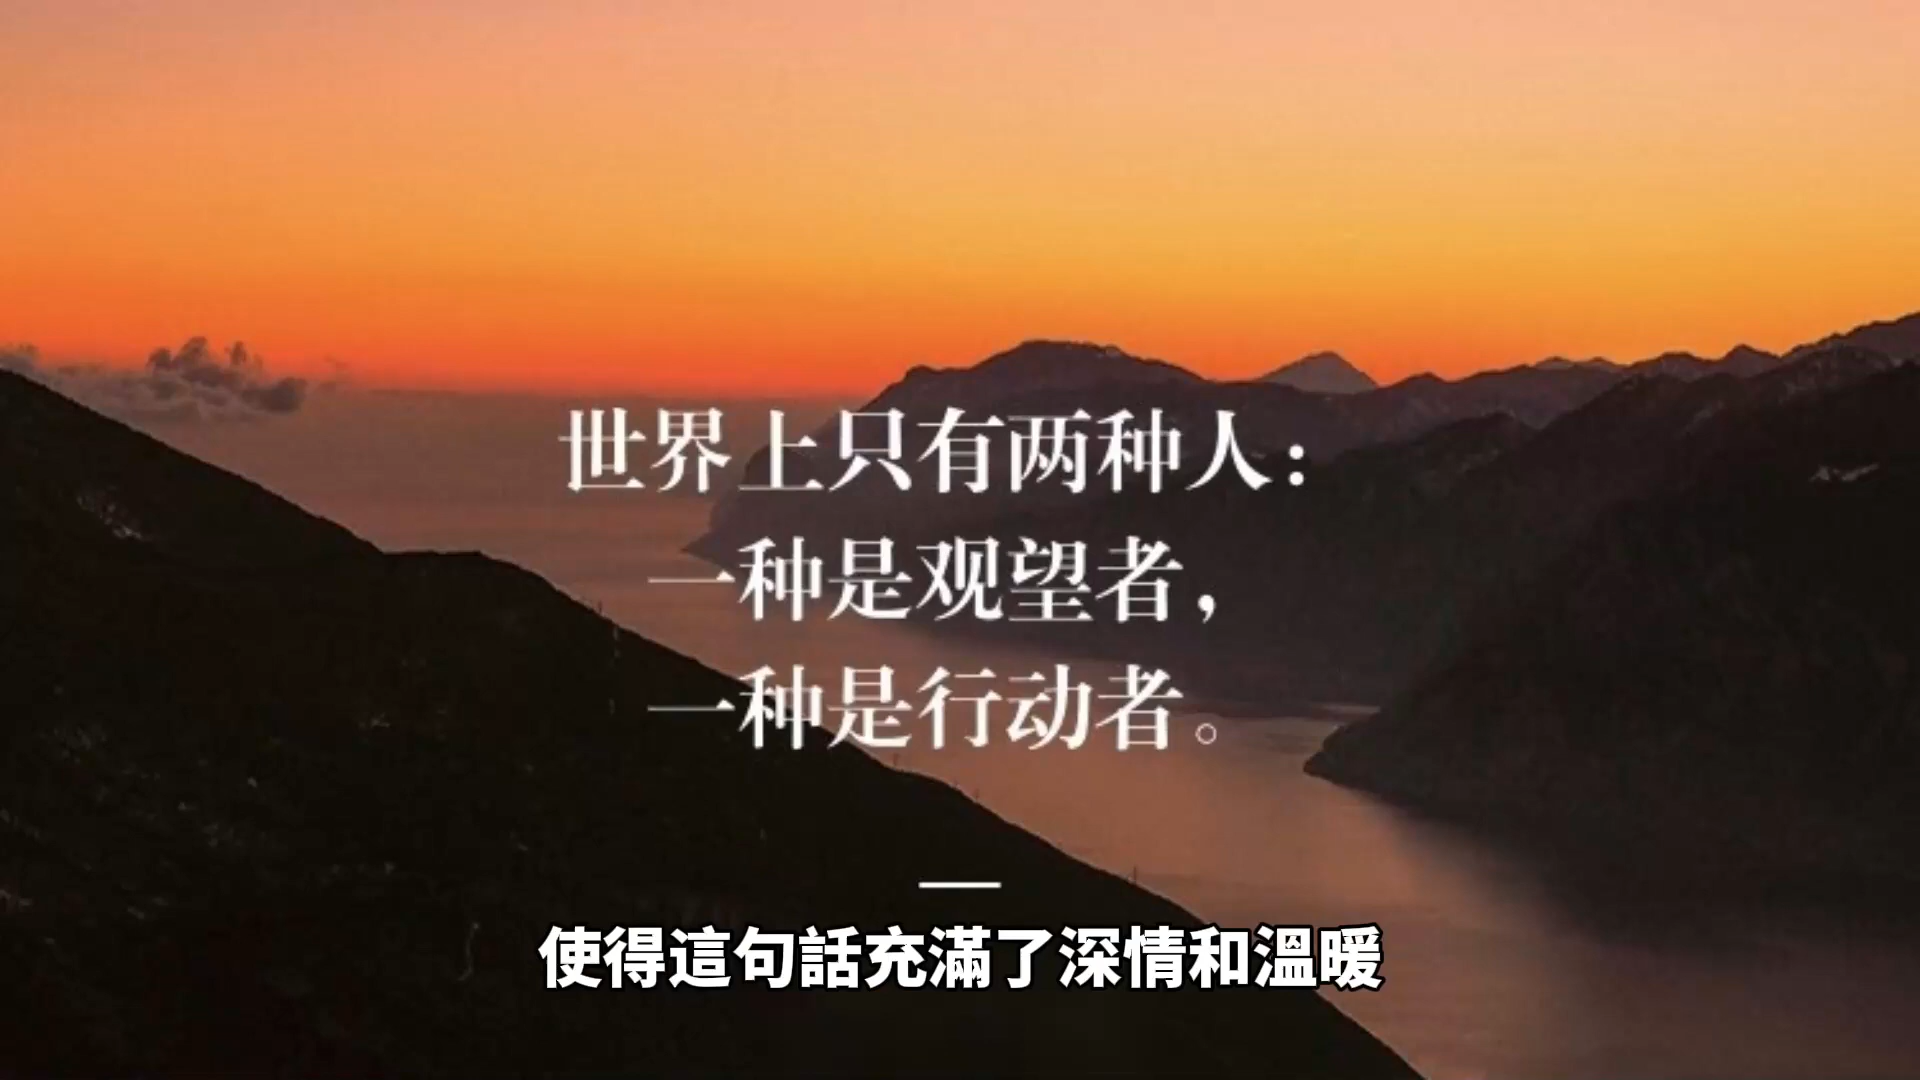 世界上只有两种人：
一种是观望者，
一种是行动者。
使得這句話充滿了深情和溫暖